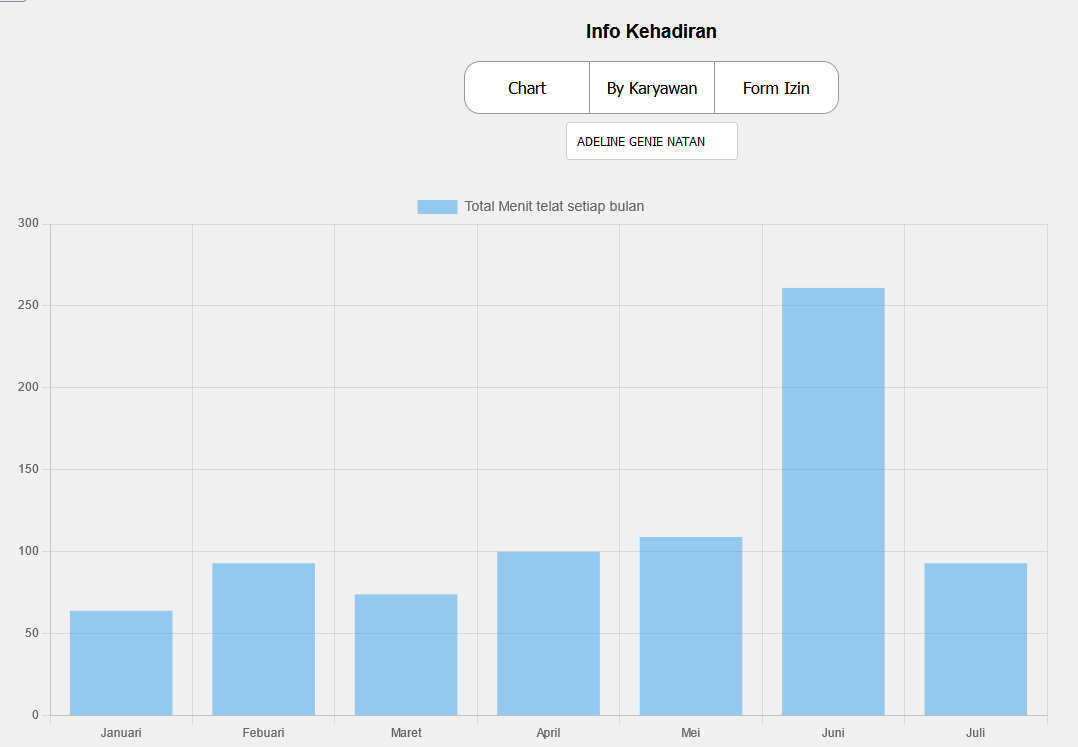 Info Kehadiran
Chart By Karyawan Form Izin
ADELINE GENIE NATAN
Total Menit telat setiap bulan
300
250
200
150
100
50
0
Januari Febuari Maret April Mei Juni Juli